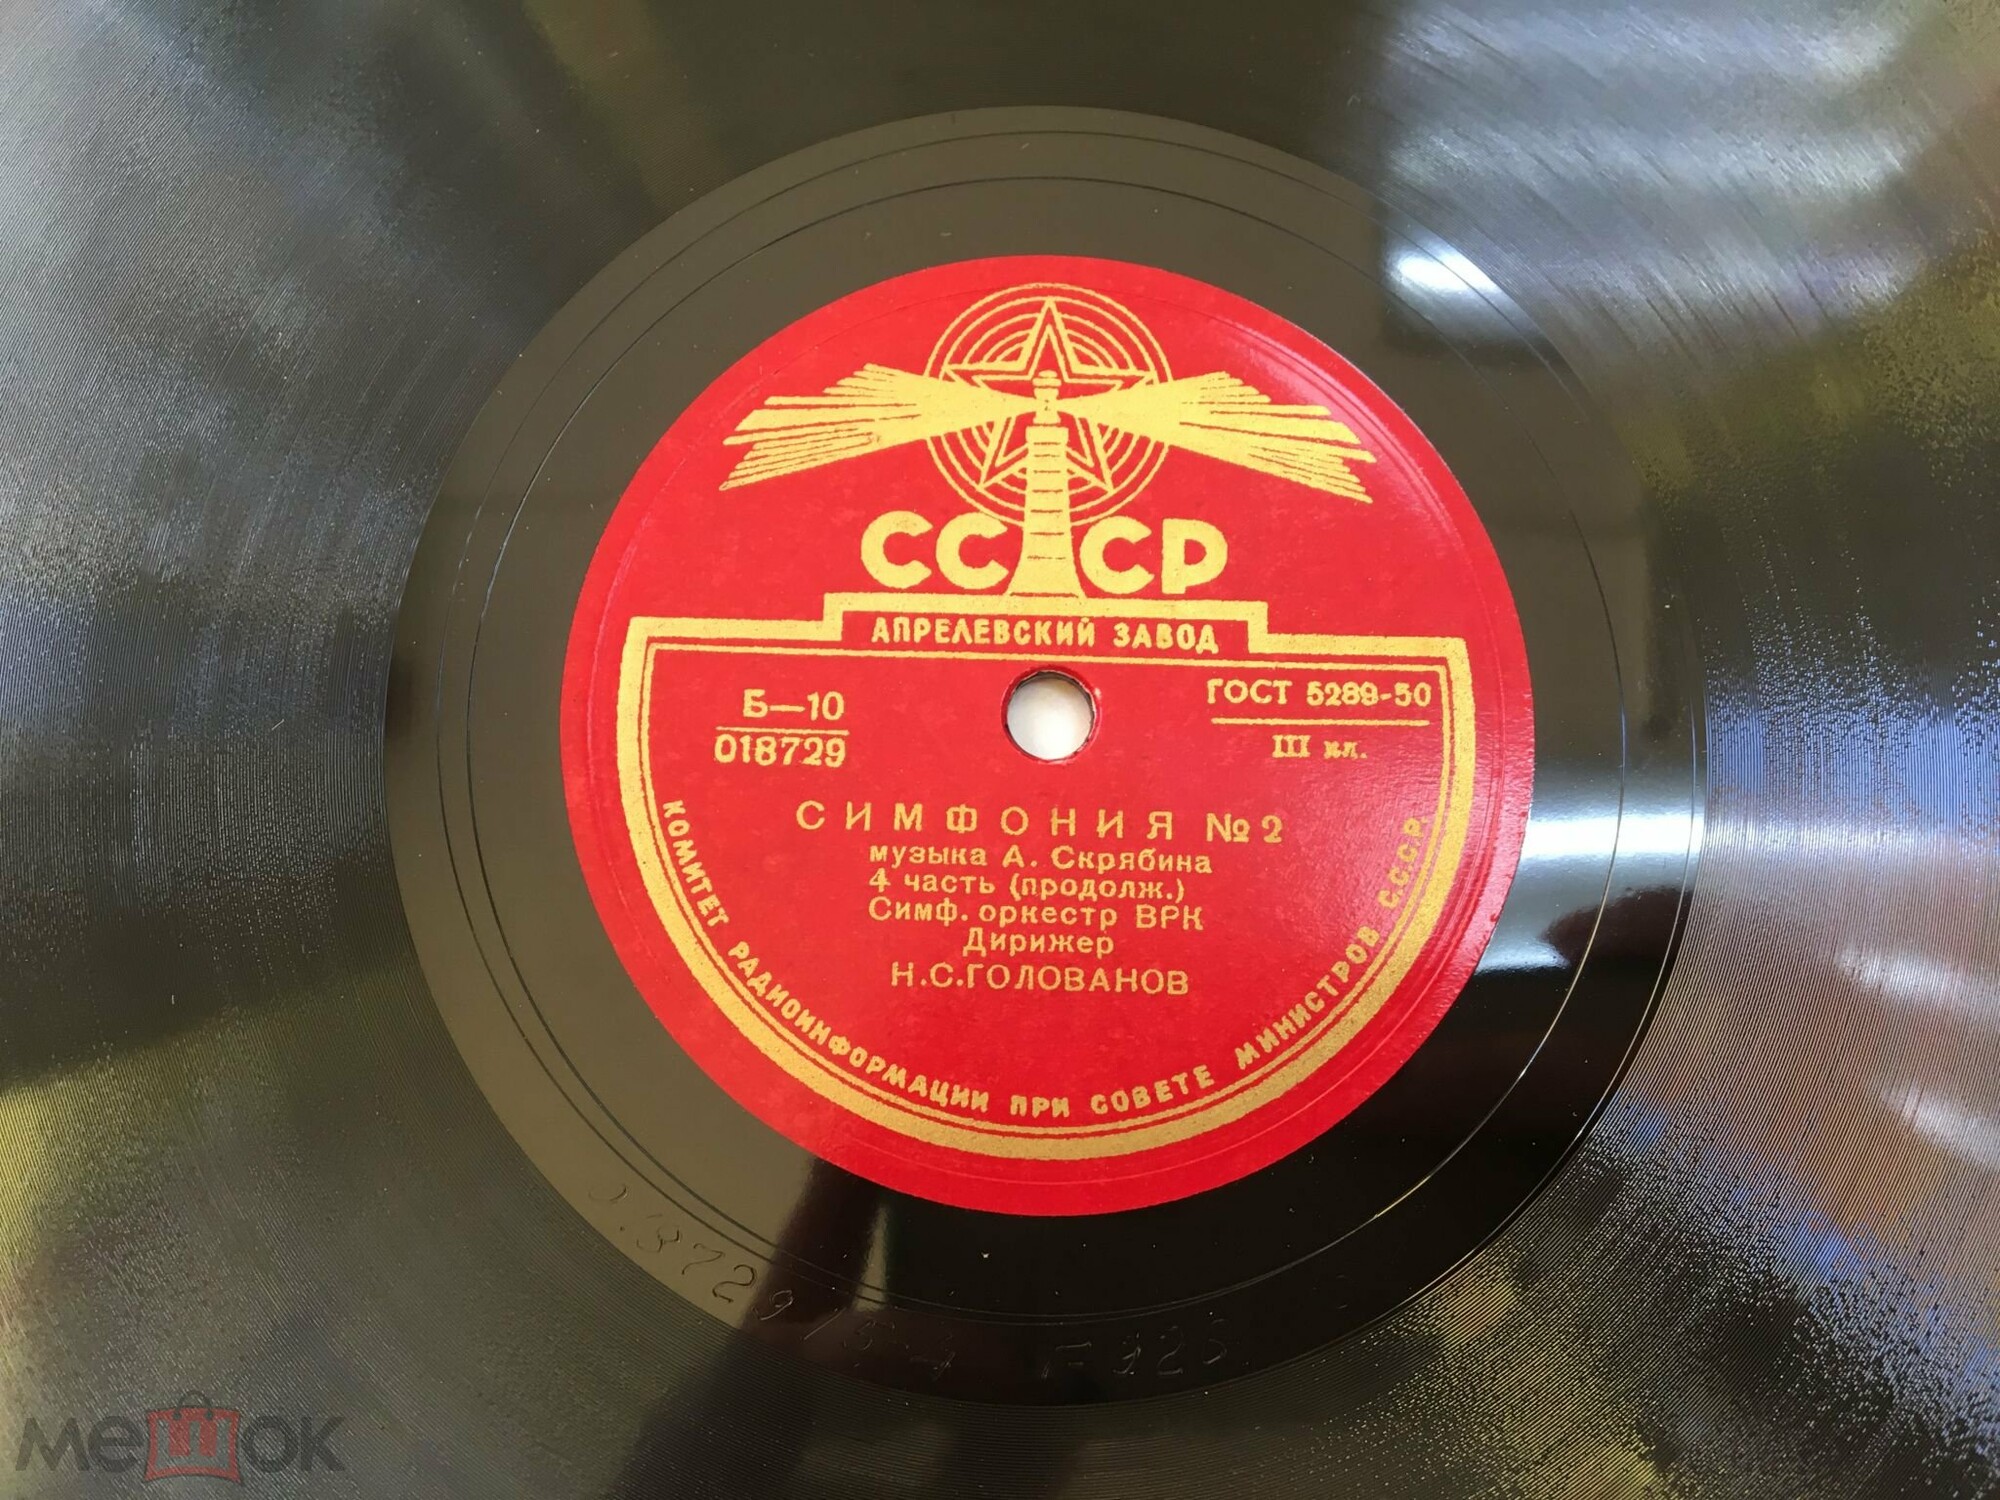 СССР
АПРЕЛЕВСКИЙ ЗАВОД
Б—10
018729
ГОСТ 5289-50
III кл.
СИМФОНИЯ №2
музыка А. Скрябина
4 часть (продолж.)
Симф. оркестр ВРК
Дирижер
Н.С.ГОЛОВАНОВ
КОМИТЕТ РАДИОИНФОРМАЦИИ ПРИ СОВЕТЕ МИНИСТРОВ С.С.С.Р.
мешок